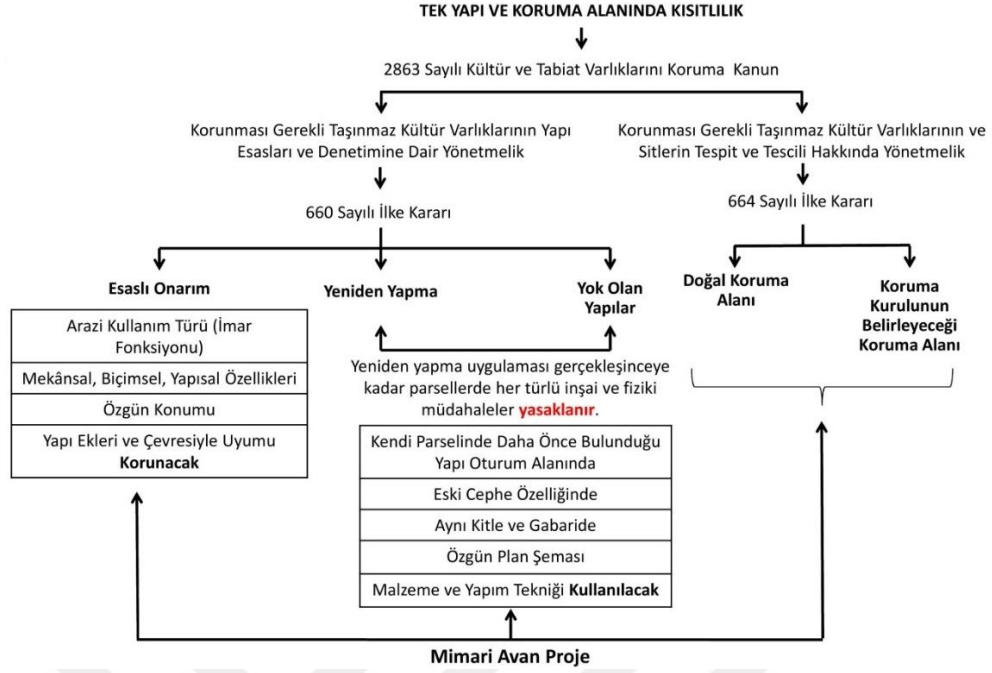 TEK YAPI VE KORUMA ALANINDA KISITLILIK
2863 Sayılı Kültür ve Tabiat Varlıklarını Koruma Kanun
Korunması Gerekli Taşınmaz Kültür Varlıklarının Yapı
Esasları ve Denetimine Dair Yönetmelik
Korunması Gerekli Taşınmaz Kültür Varlıklarının ve
Sitlerin Tespit ve Tescili Hakkında Yönetmelik
660 Sayılı İlke Kararı
664 Sayılı İlke Kararı
Esaslı Onarım
Arazi Kullanım Türü (İmar
Fonksiyonu)
Mekânsal, Biçimsel, Yapısal Özellikleri
Özgün Konumu
Yapı Ekleri ve Çevresiyle Uyumu
Korunacak
Yeniden Yapma
Yok Olan
Yapılar
Yeniden yapma uygulaması gerçekleşinceye
kadar parsellerde her türlü inşai ve fiziki
müdahaleler yasaklanır.
Kendi Parselinde Daha Önce Bulunduğu
Yapı Oturum Alanında
Eski Cephe Özelliğinde
Aynı Kitle ve Gabaride
Özgün Plan Şeması
Malzeme ve Yapım Tekniği Kullanılacak
Doğal Koruma
Alanı
Koruma
Kurulunun
Belirleyeceği
Koruma Alanı
Mimari Avan Proje